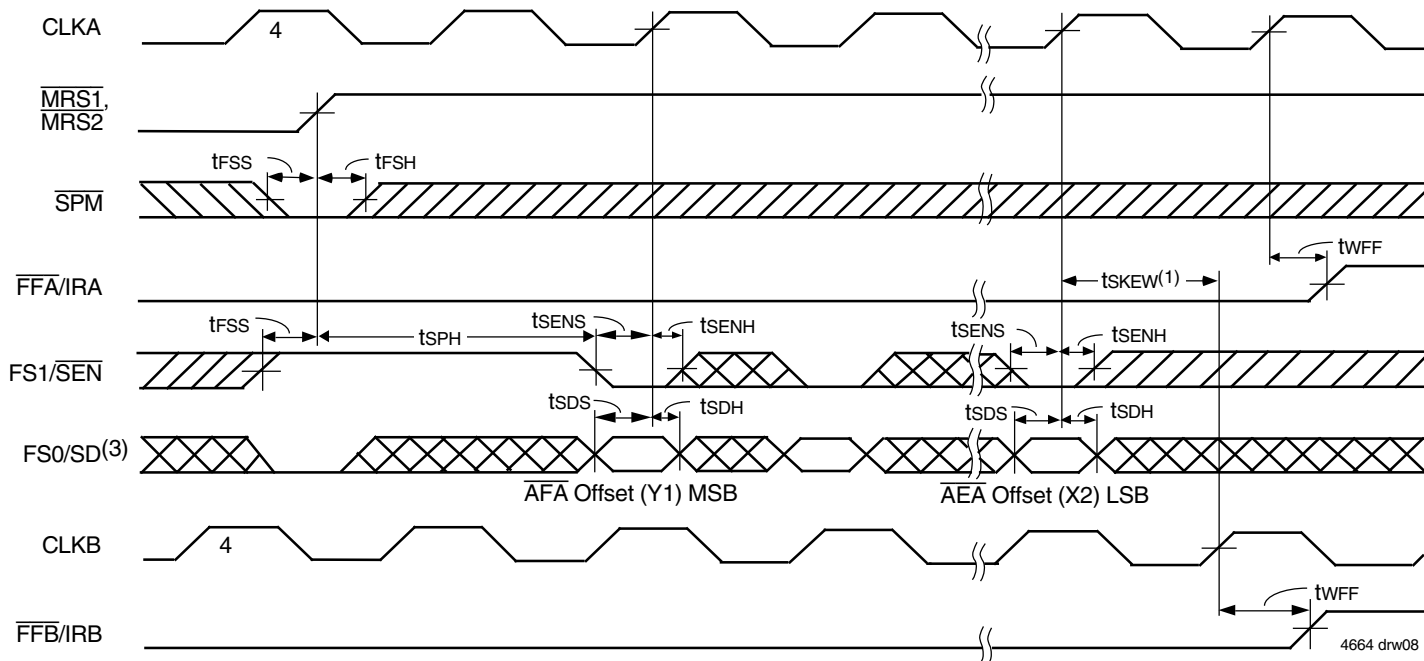 CLKA
4
MRS1,
MRS2
tFSS
tFSH
SPM
tWFF
FFA/IRA
tSKEW(1)
tFSS
tSPH
tSENS
tSENH
tSENS
tSENH
FS1/SEN
tSDS
tSDH
tSDS
tSDH
FS0/SD(3)
AFA Offset (Y1) MSB
AEA Offset (X2) LSB
CLKB
4
tWFF
FFB/IRB
4664 drw08